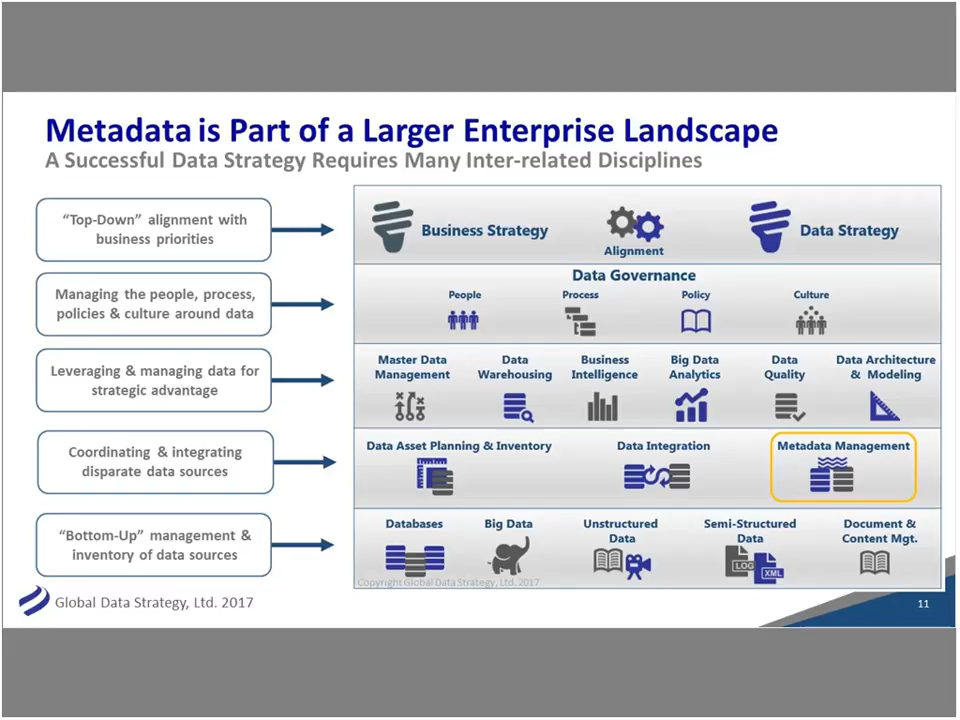 Metadata is Part of a Larger Enterprise Landscape
A Successful Data Strategy Requires Many Inter-related Disciplines
“Top-Down” alignment with
business priorities
Business Strategy
Alignment
Data Strategy
Managing the people, process,
policies & culture around data
Data Governance
People
Process
Policy
Culture
Leveraging & managing data for
strategic advantage
Master Data
Management
Data
Warehousing
Business
Intelligence
Big Data
Analytics
Data
Quality
Data Architecture
& Modeling
Coordinating & integrating
disparate data sources
Data Asset Planning & Inventory
Data Integration
Metadata Management
“Bottom-Up” management &
inventory of data sources
Databases
Big Data
Unstructured
Data
Semi-Structured
Data
LOG
XML
Document &
Content Mgt.
Copyright Global Data Strategy, Ltd. 2017
Global Data Strategy, Ltd. 2017
11